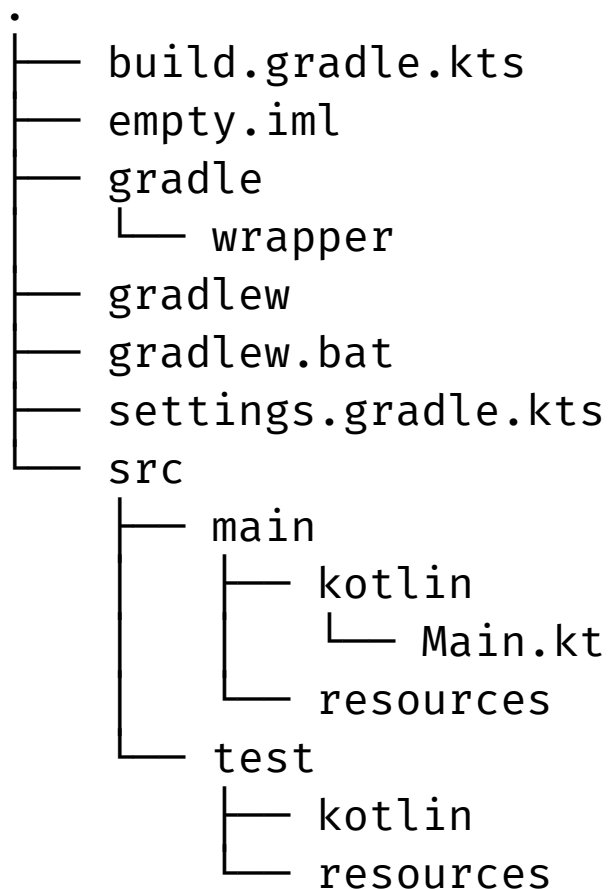 .
├── build.gradle.kts
├── empty.iml
├── gradle
│   └── wrapper
├── gradlew
├── gradlew.bat
├── settings.gradle.kts
└── src
    ├── main
    │   ├── kotlin
    │   │   └── Main.kt
    │   └── resources
    └── test
        ├── kotlin
        └── resources